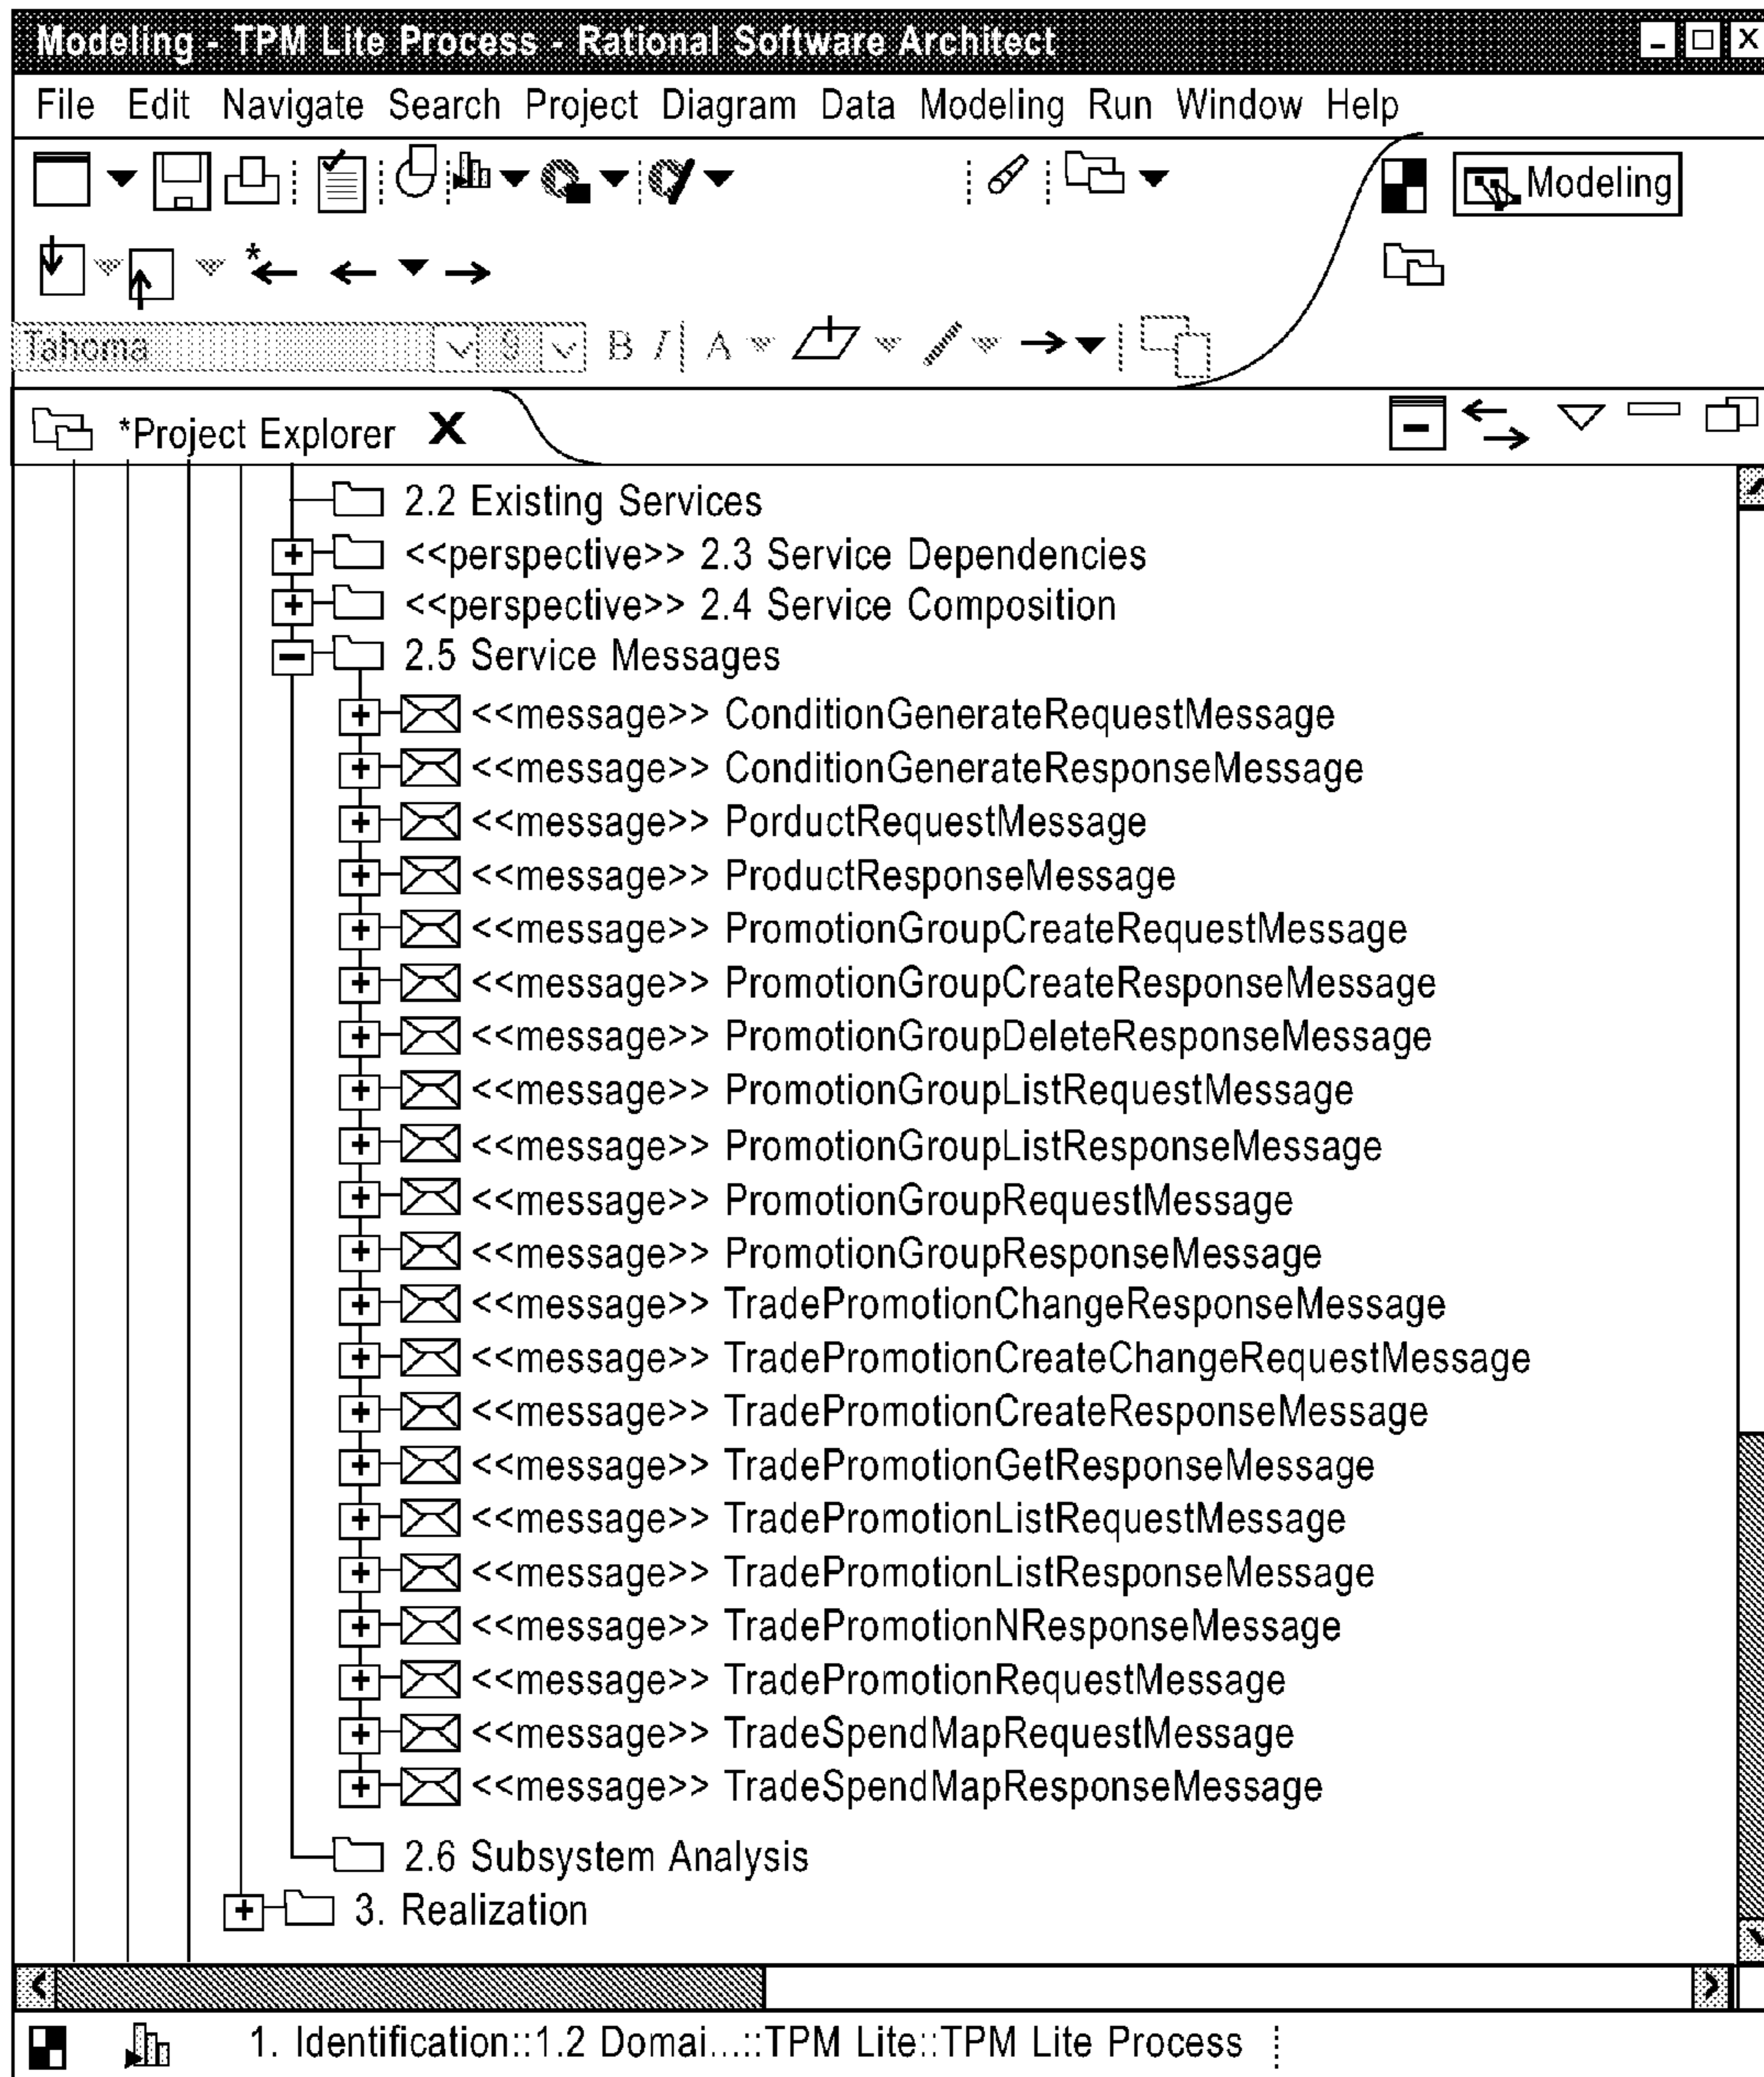 Modeling - TPM Lite Process - Rational Software Architect
File Edit Navigate Search Project Diagram Data Modeling Run Window Help
Modeling
Tahoma 9 B I A
*Project Explorer X
2.2 Existing Services
<<perspective>> 2.3 Service Dependencies
<<perspective>> 2.4 Service Composition
2.5 Service Messages
<<message>> ConditionGenerateRequestMessage
<<message>> ConditionGenerateResponseMessage
<<message>> PorductRequestMessage
<<message>> ProductResponseMessage
<<message>> PromotionGroupCreateRequestMessage
<<message>> PromotionGroupCreateResponseMessage
<<message>> PromotionGroupDeleteResponseMessage
<<message>> PromotionGroupListRequestMessage
<<message>> PromotionGroupListResponseMessage
<<message>> PromotionGroupRequestMessage
<<message>> PromotionGroupResponseMessage
<<message>> TradePromotionChangeResponseMessage
<<message>> TradePromotionCreateChangeRequestMessage
<<message>> TradePromotionCreateResponseMessage
<<message>> TradePromotionGetResponseMessage
<<message>> TradePromotionListRequestMessage
<<message>> TradePromotionListResponseMessage
<<message>> TradePromotionNResponseMessage
<<message>> TradePromotionRequestMessage
<<message>> TradeSpendMapRequestMessage
<<message>> TradeSpendMapResponseMessage
2.6 Subsystem Analysis
3. Realization
1. Identification::1.2 Domai...::TPM Lite::TPM Lite Process